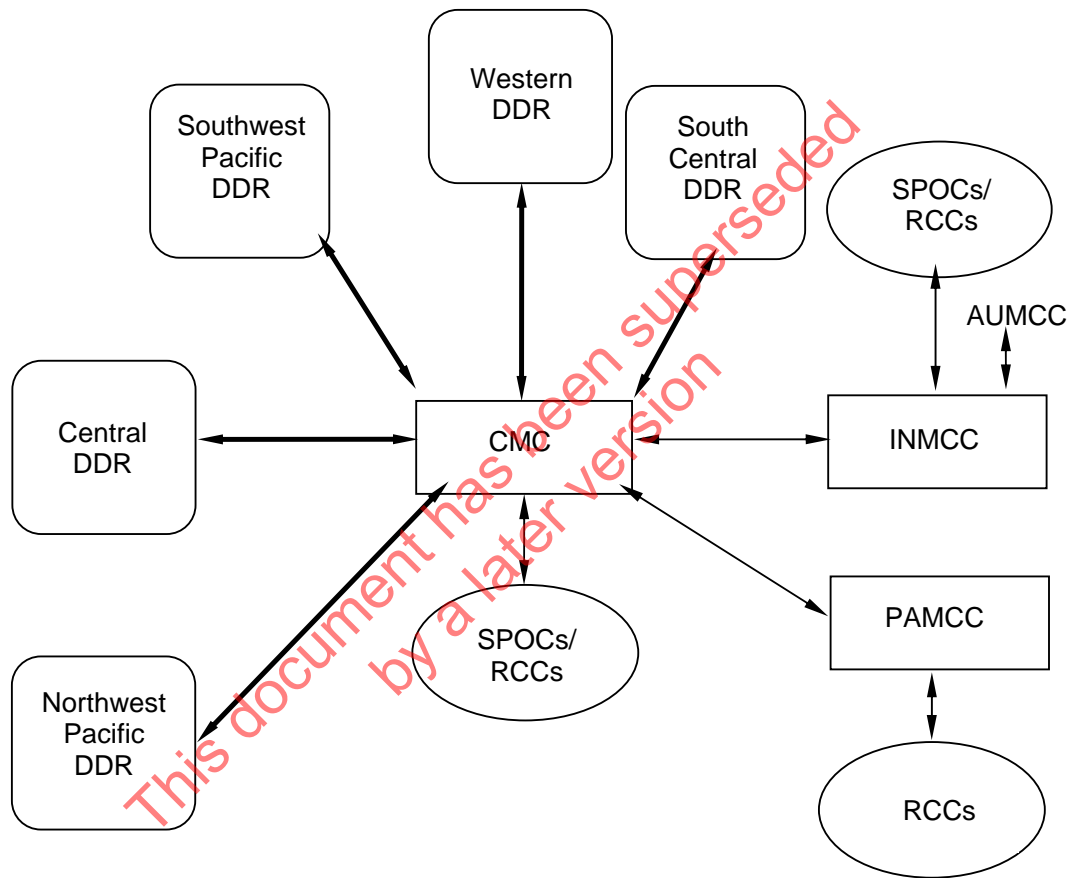 Western
DDR
Southwest
Pacific
DDR
South
Central
DDR
SPOCs/
RCCs
AUMCC
Central
DDR
CMC
INMCC
SPOCs/
RCCs
PAMCC
Northwest
Pacific
DDR
RCCs
This document has been superseded
by a later version